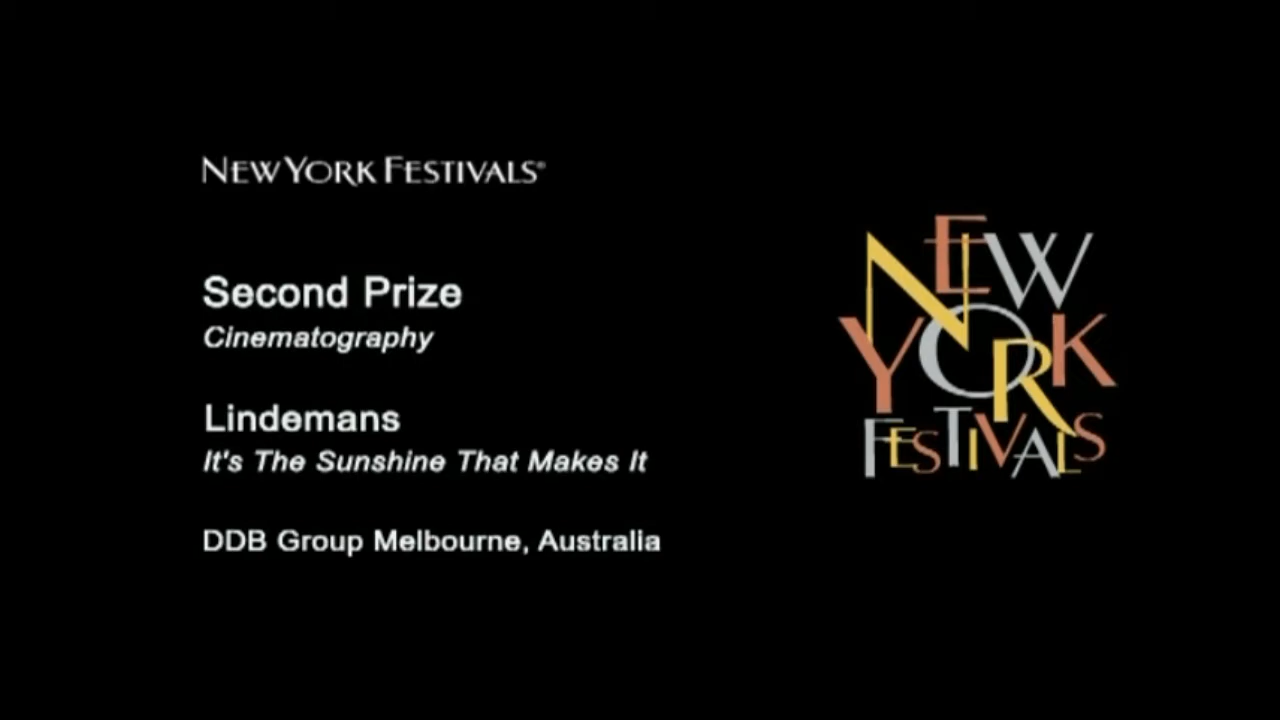 NEW YORK FESTIVALS®
Second Prize
Cinematography
Lindemans
It's The Sunshine That Makes It
DDB Group Melbourne, Australia
NEW
YORK
FESTIVALS